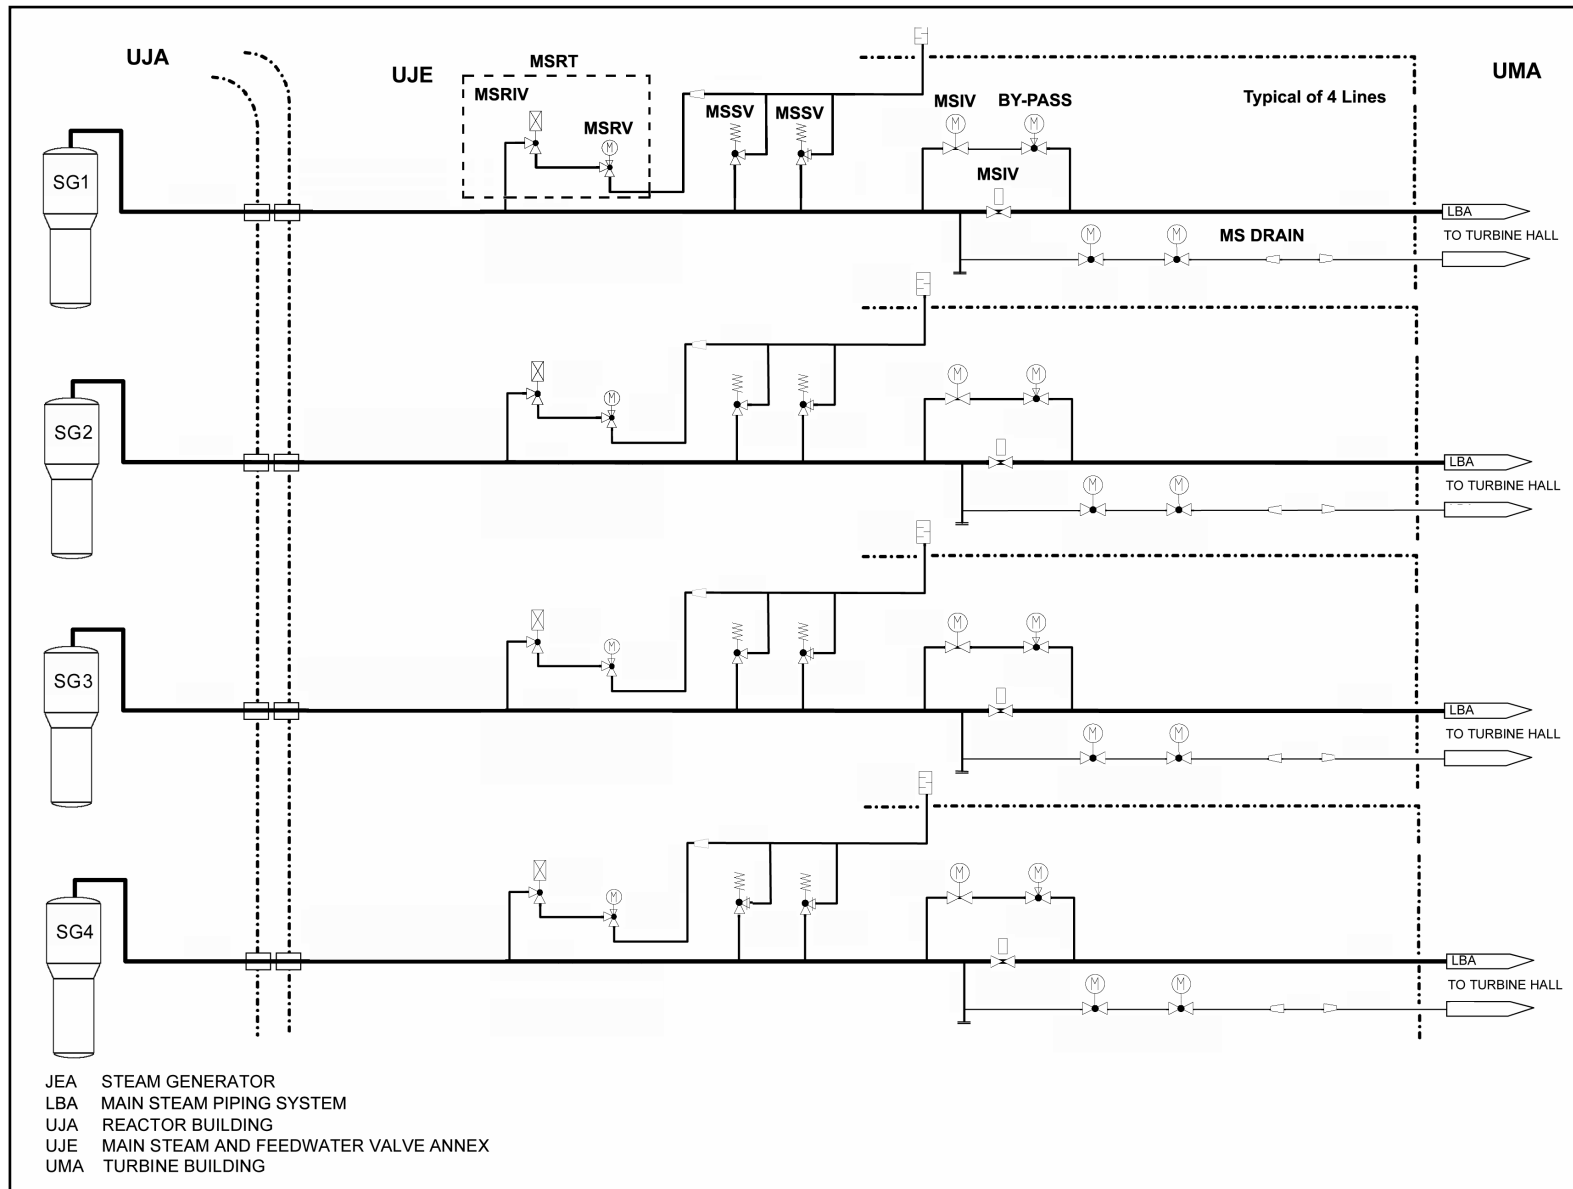 UJA
UJE
MSRT
MSRIV
MSRV
MSSV
MSSV
MSIV
BY-PASS
Typical of 4 Lines
UMA
M
M
M
SG1
MSIV
LBA
TO TURBINE HALL
M
M
MS DRAIN
M
M
M
SG2
LBA
TO TURBINE HALL
M
M
M
M
M
SG3
LBA
TO TURBINE HALL
M
M
M
M
M
SG4
LBA
TO TURBINE HALL
M
M
JEA STEAM GENERATOR
LBA MAIN STEAM PIPING SYSTEM
UJA REACTOR BUILDING
UJE MAIN STEAM AND FEEDWATER VALVE ANNEX
UMA TURBINE BUILDING